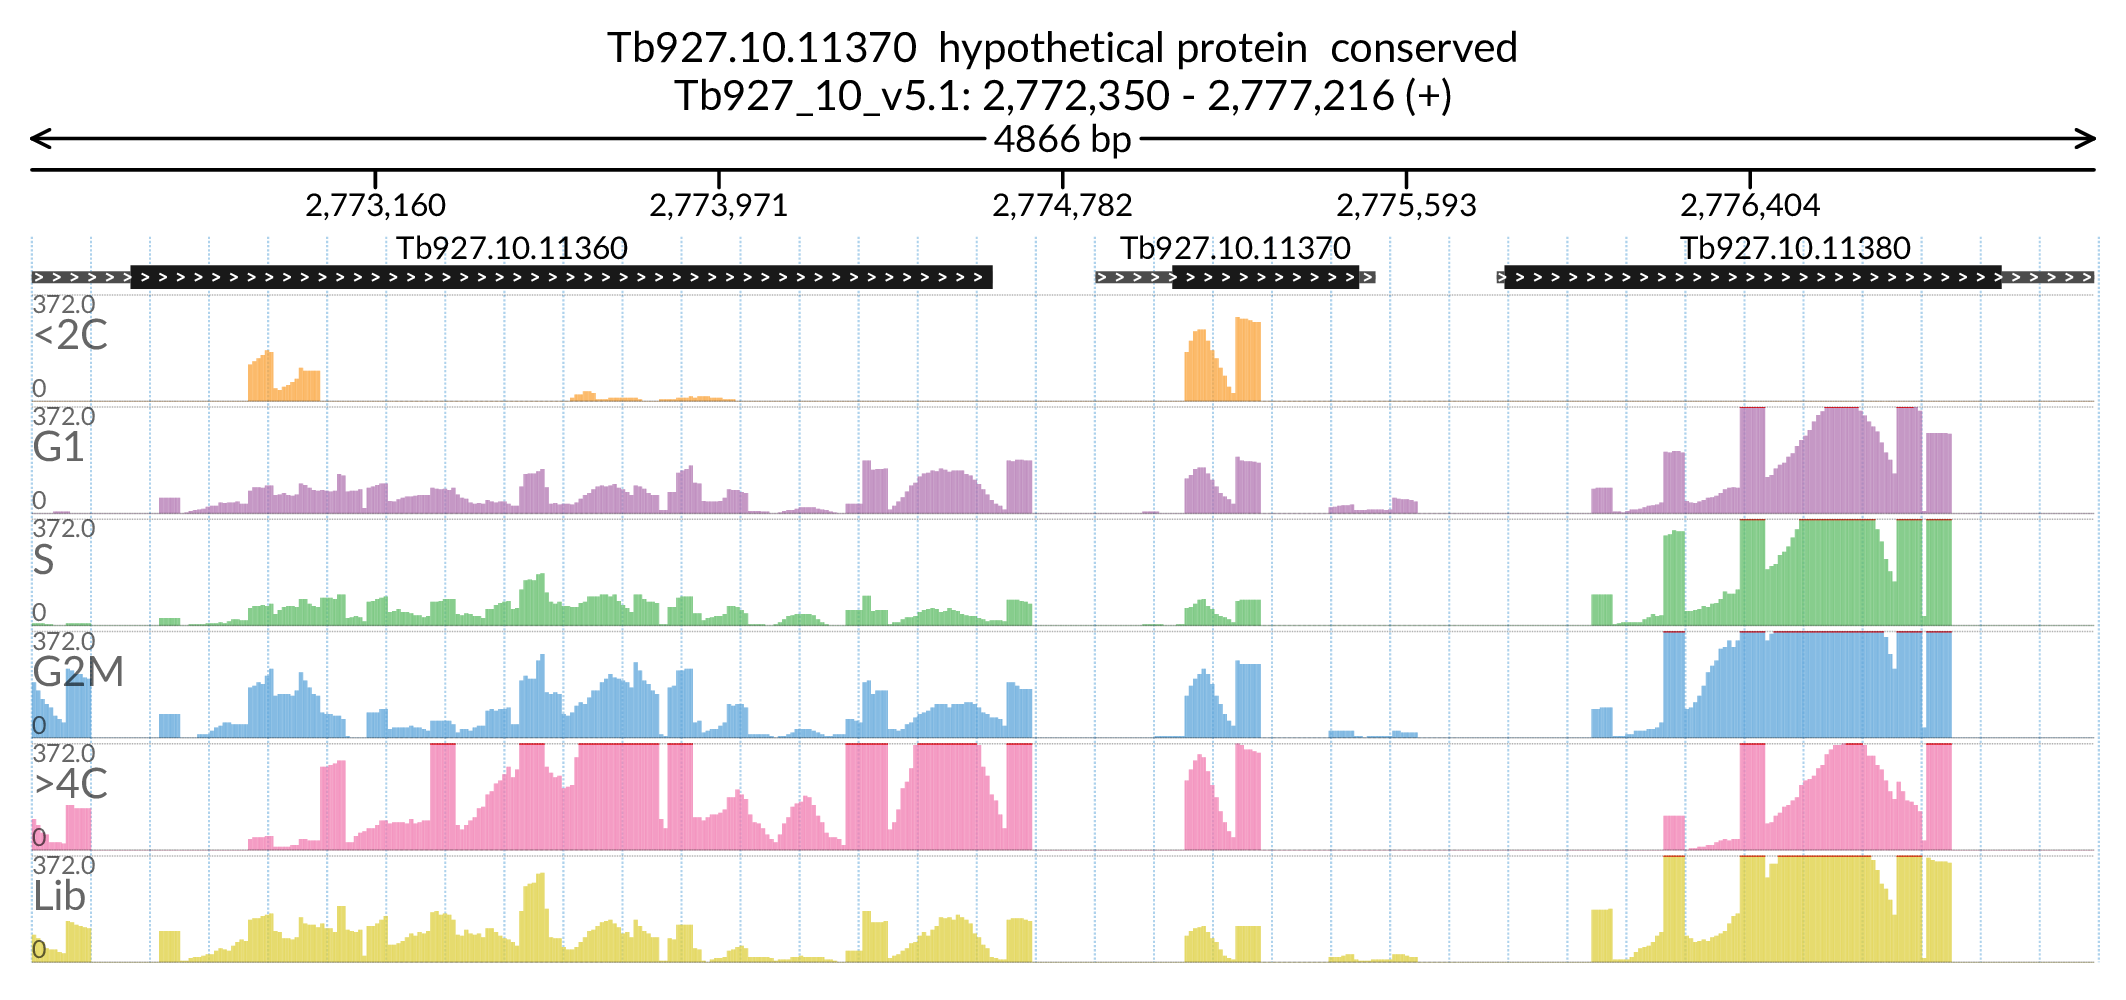 Tb927.10.11370  hypothetical protein  conserved
Tb927_10_v5.1: 2,772,350 - 2,777,216 (+)
4866 bp
2,773,160 2,773,971 2,774,782 2,775,593 2,776,404
Tb927.10.11360 Tb927.10.11370 Tb927.10.11380
372.0
<2C
0
372.0
G1
0
372.0
S
0
372.0
G2M
0
372.0
>4C
0
372.0
Lib
0